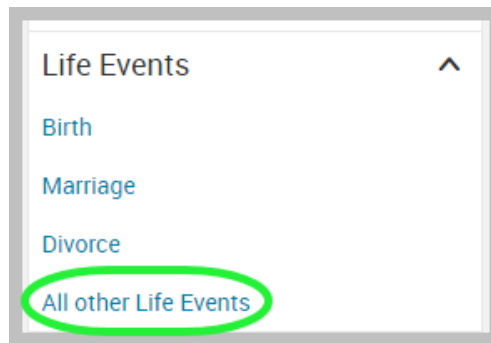 Life Events
Birth
Marriage
Divorce
All other Life Events